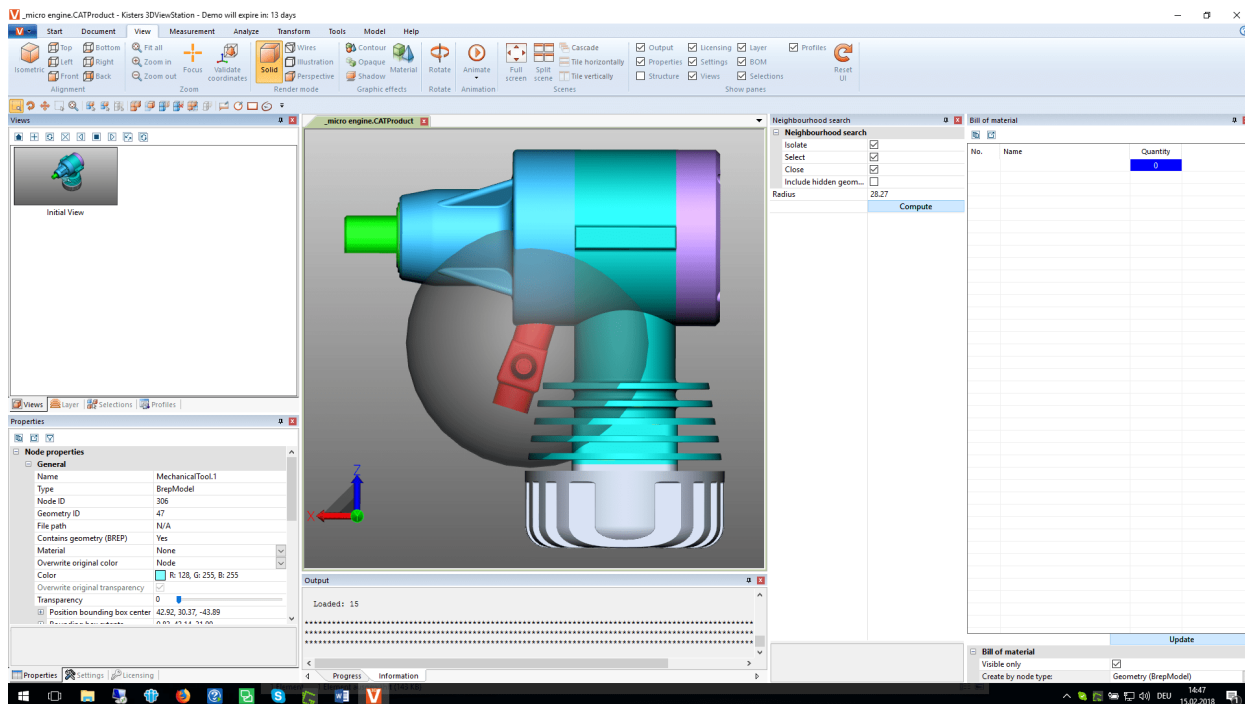 _micro engine.CATProduct - Kisters 3DViewStation - Demo will expire in: 13 days
Start Document View Measurement Analyze Transform Tools Model Help
Isometric Top Bottom Left Right Front Back
Alignment
Fit all Zoom in Zoom out Focus Validate coordinates
Zoom
Solid Wires Illustration Perspective
Render mode
Contour Opaque Shadow Material
Graphic effects
Rotate
Rotate
Animate
Animation
Full screen Split scene Cascade Tile horizontally Tile vertically
Scenes
Output Licensing Layer Profiles
Properties Settings BOM
Structure Views Selections
Show panes
Reset UI
Views
Initial View
Views Layer Selections Profiles
Properties
Node properties
General
Name MechanicalTool.1
Type BrepModel
Node ID 306
Geometry ID 47
File path N/A
Contains geometry (BREP) Yes
Material None
Overwrite original color Node
Color R: 128, G: 255, B: 255
Overwrite original transparency
Transparency 0
Position bounding box center 42.92, 30.37, -43.89
Properties Settings Licensing
_micro engine.CATProduct
Z
X
Output
Loaded: 15
********************************************************************************
********************************************************************************
********************************************************************************
Progress Information
Neighbourhood search
Neighbourhood search
Isolate
Select
Close
Include hidden geom...
Radius 28.27
Compute
Bill of material
No. Name Quantity
0
Update
Bill of material
Visible only
Create by node type: Geometry (BrepModel)
DEU
14:47
15.02.2018